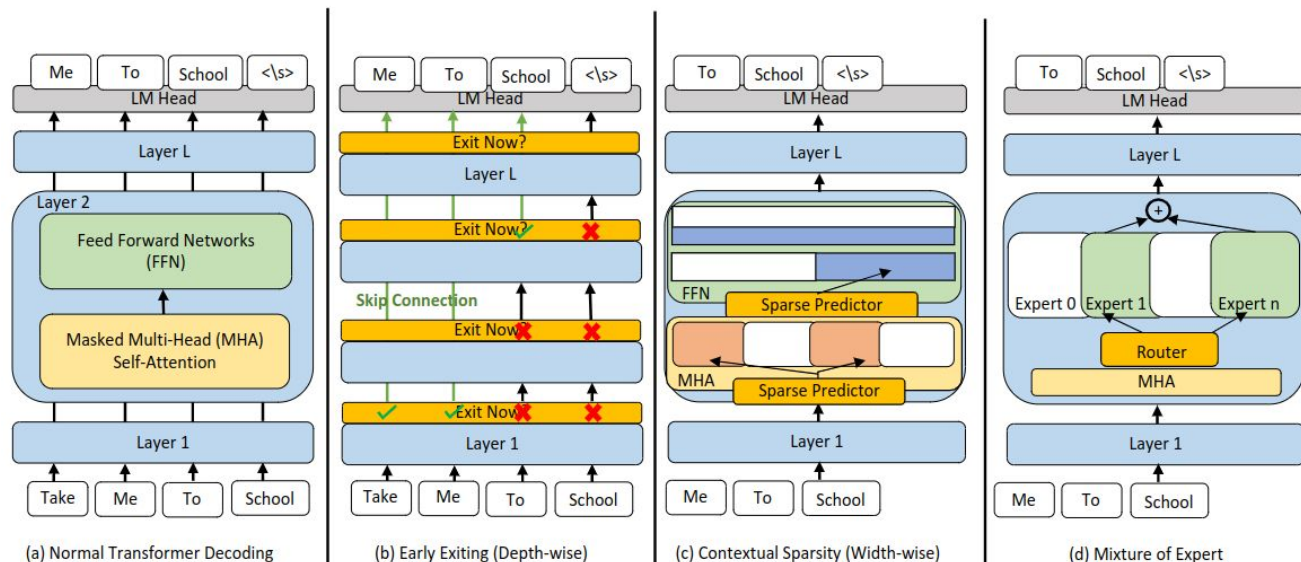 Me To School <\s>
LM Head
Layer L
Layer 2
Feed Forward Networks
(FFN)
Masked Multi-Head (MHA)
Self-Attention
Layer 1
Take Me To School
(a) Normal Transformer Decoding
Me To School <\s>
LM Head
Exit Now?
Layer L
Exit Now?
Skip Connection
Exit Now?
Exit Now?
Layer 1
Take Me To School
(b) Early Exiting (Depth-wise)
To School <\s>
LM Head
Layer L
FFN
Sparse Predictor
MHA
Sparse Predictor
Layer 1
Me To School
(c) Contextual Sparsity (Width-wise)
To School <\s>
LM Head
Layer L
+
Expert 0 Expert 1 Expert n
Router
MHA
Layer 1
Me To School
(d) Mixture of Expert